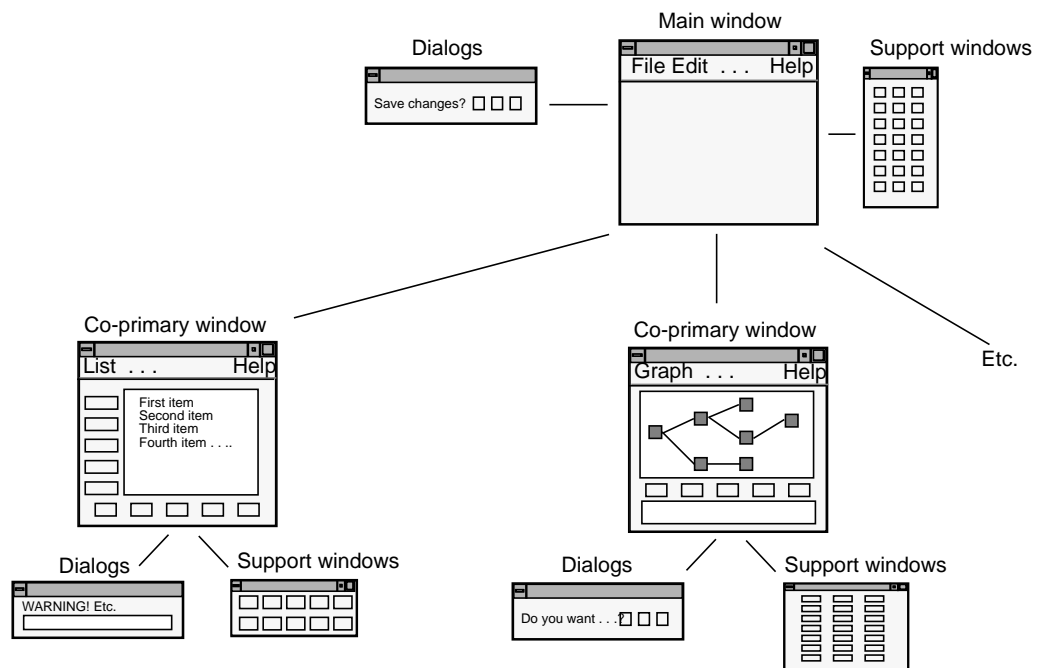 Main window
Dialogs
Support windows
File Edit . . . Help
Save changes?
Co-primary window
Co-primary window
Etc.
List . . . Help
Graph . . . Help
First item
Second item
Third item
Fourth item . . ..
Dialogs
Support windows
Dialogs
Support windows
WARNING! Etc.
Do you want . . .?